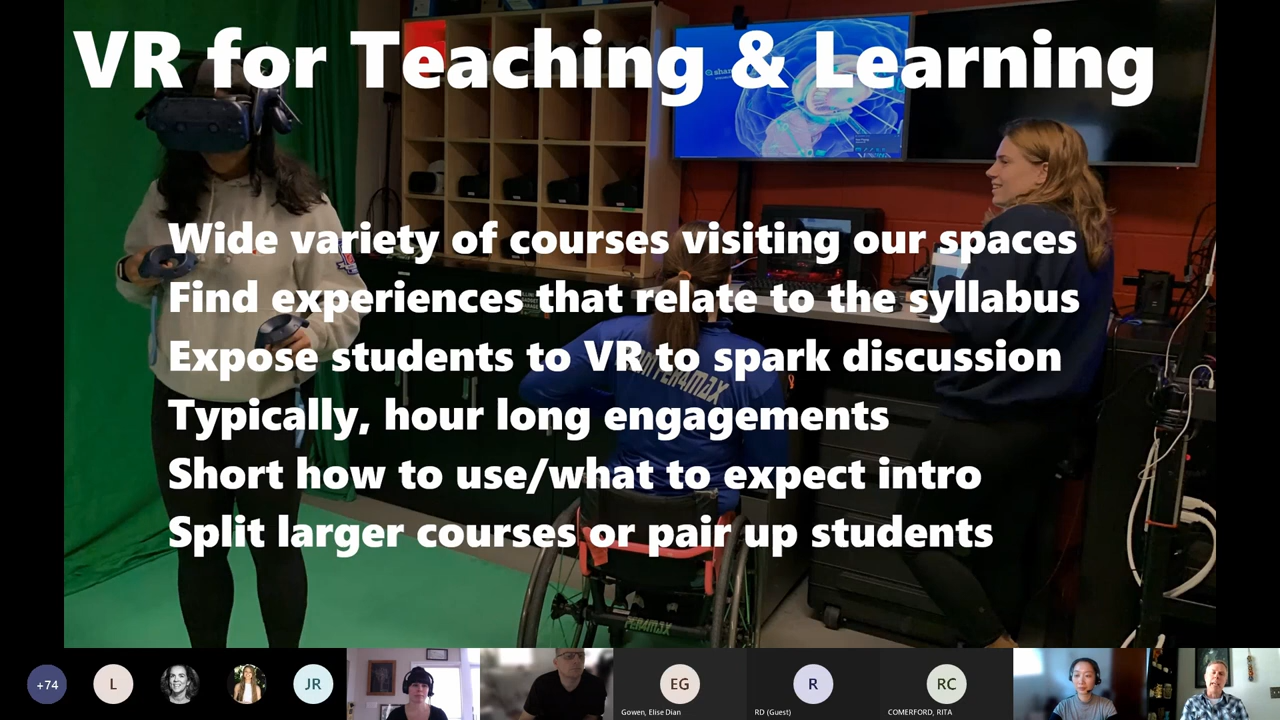 VR for Teaching & Learning
Wide variety of courses visiting our spaces
Find experiences that relate to the syllabus
Expose students to VR to spark discussion
Typically, hour long engagements
Short how to use/what to expect intro
Split larger courses or pair up students
PER4MAX
+74
L
JR
EG
R
RC
Gowen, Elise Dian
RD (Guest)
COMERFORD, RITA